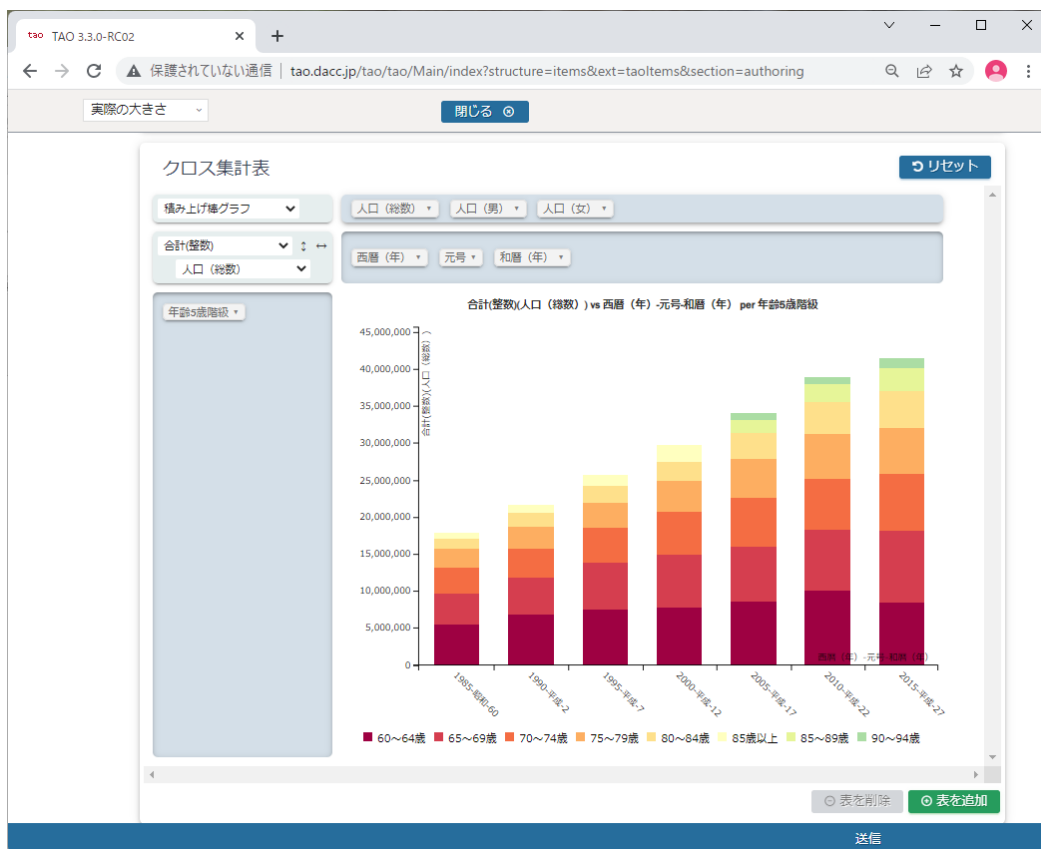 tao TAO 3.3.0-RC02
保護されていない通信 | tao.dacc.jp/tao/tao/Main/index?structure=items&ext=taoItems&section=authoring
実際の大きさ
閉じる
クロス集計表
リセット
積み上げ棒グラフ
人口（総数） 人口（男） 人口（女）
合計(整数)
人口（総数）
西暦（年） 元号 和暦（年）
年齢5歳階級
合計(整数)(人口（総数）) vs 西暦（年）-元号-和暦（年） per 年齢5歳階級
合計(整数)(人口（総数）)
45,000,000
40,000,000
35,000,000
30,000,000
25,000,000
20,000,000
15,000,000
10,000,000
5,000,000
0
西暦（年）-元号-和暦（年）
1985-昭和-60
1990-平成-2
1995-平成-7
2000-平成-12
2005-平成-17
2010-平成-22
2015-平成-27
60～64歳 65～69歳 70～74歳 75～79歳 80～84歳 85歳以上 85～89歳 90～94歳
表を削除 表を追加
送信